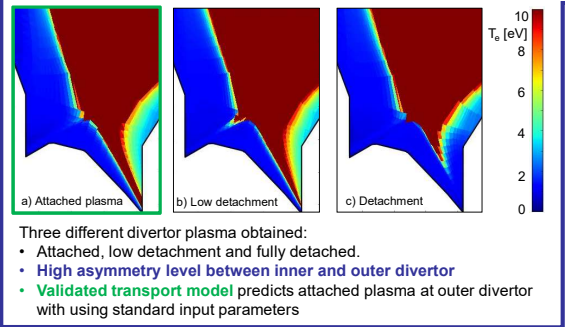 10
Te [eV]
8
6
4
2
0
a) Attached plasma
b) Low detachment
c) Detachment
Three different divertor plasma obtained:
• Attached, low detachment and fully detached.
• High asymmetry level between inner and outer divertor
• Validated transport model predicts attached plasma at outer divertor
with using standard input parameters